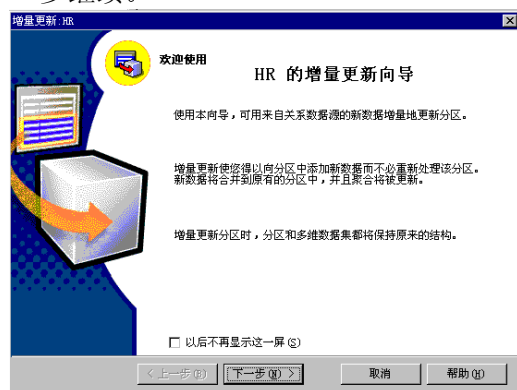 一步继续。
增量更新:HR
欢迎使用
HR 的增量更新向导
使用本向导，可用来自关系数据源的新数据增量地更新分区。
增量更新使您得以向分区中添加新数据而不必重新处理该分区。
新数据将合并到原有的分区中，并且聚合将被更新。
增量更新分区时，分区和多维数据集都将保持原来的结构。
以后不再显示这一屏(S)
< 上一步(B)
下一步(N) >
取消
帮助(H)